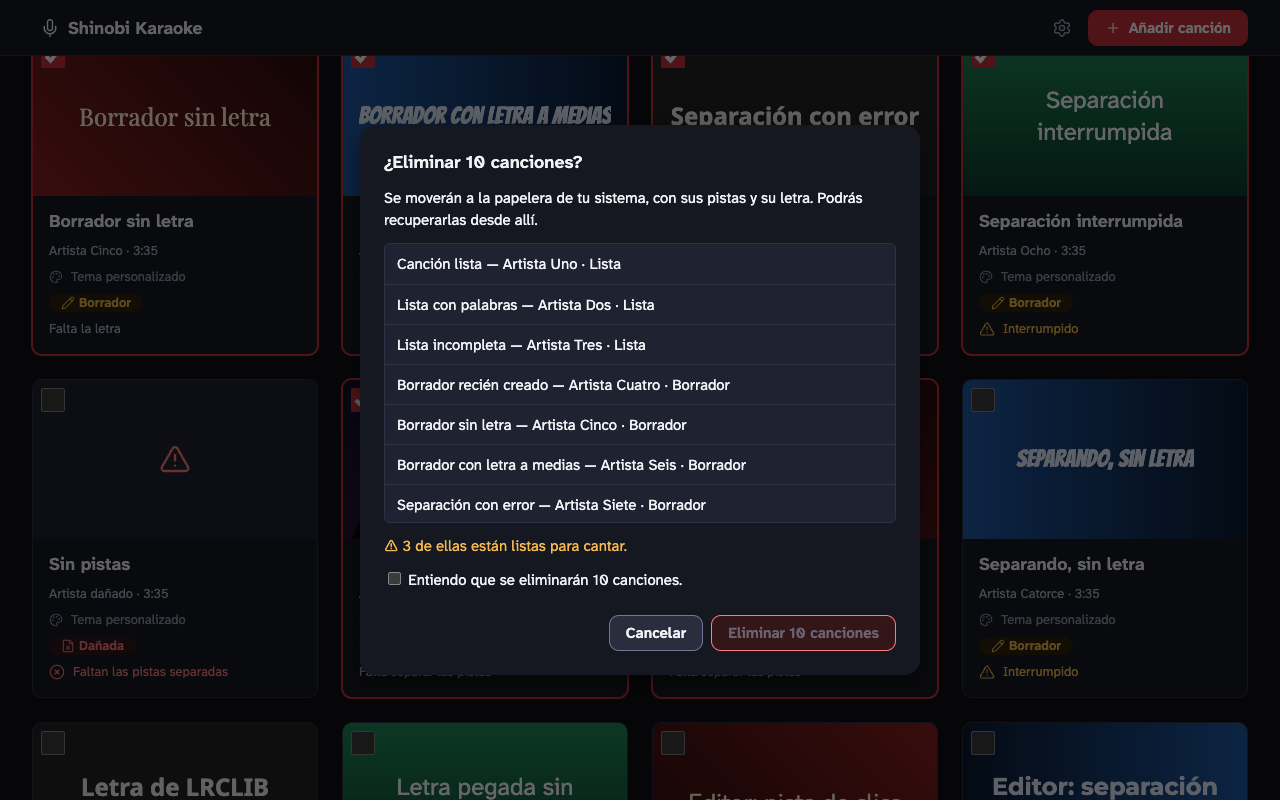 Shinobi Karaoke
Añadir canción
Borrador sin letra
BORRADOR CON LETRA A MEDIAS
Separación con error
Separación
interrumpida
Borrador sin letra
Artista Cinco · 3:35
Tema personalizado
Borrador
Falta la letra
Separación interrumpida
Artista Ocho · 3:35
Tema personalizado
Borrador
Interrumpido
¿Eliminar 10 canciones?
Se moverán a la papelera de tu sistema, con sus pistas y su letra. Podrás
recuperarlas desde allí.
Canción lista — Artista Uno · Lista
Lista con palabras — Artista Dos · Lista
Lista incompleta — Artista Tres · Lista
Borrador recién creado — Artista Cuatro · Borrador
Borrador sin letra — Artista Cinco · Borrador
Borrador con letra a medias — Artista Seis · Borrador
Separación con error — Artista Siete · Borrador
3 de ellas están listas para cantar.
Entiendo que se eliminarán 10 canciones.
Cancelar
Eliminar 10 canciones
Sin pistas
Artista dañado · 3:35
Tema personalizado
Dañada
Faltan las pistas separadas
SEPARANDO, SIN LETRA
Separando, sin letra
Artista Catorce · 3:35
Tema personalizado
Borrador
Interrumpido
Letra de LRCLIB
Letra pegada sin
Editor: pista de clics
Editor: separación